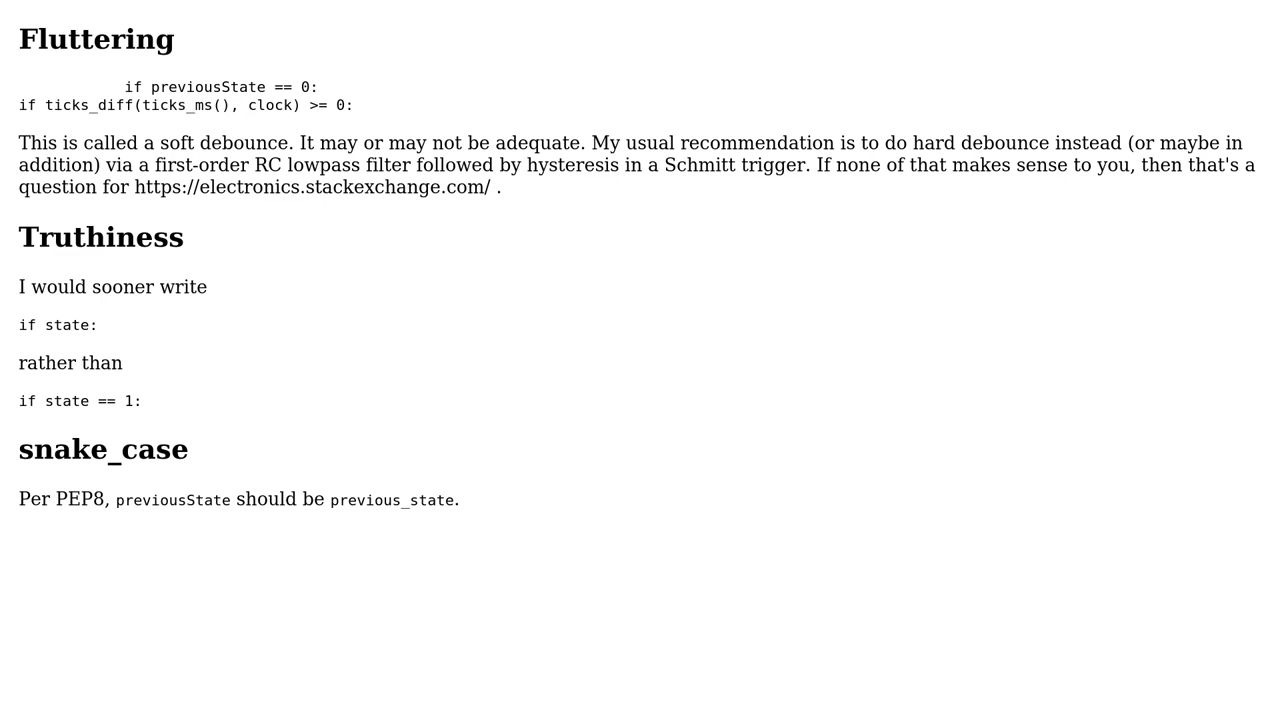 Fluttering
if previousState == 0:
if ticks_diff(ticks_ms(), clock) >= 0:
This is called a soft debounce. It may or may not be adequate. My usual recommendation is to do hard debounce instead (or maybe in
addition) via a first-order RC lowpass filter followed by hysteresis in a Schmitt trigger. If none of that makes sense to you, then that's a
question for https://electronics.stackexchange.com/ .
Truthiness
I would sooner write
if state:
rather than
if state == 1:
snake_case
Per PEP8, previousState should be previous_state.